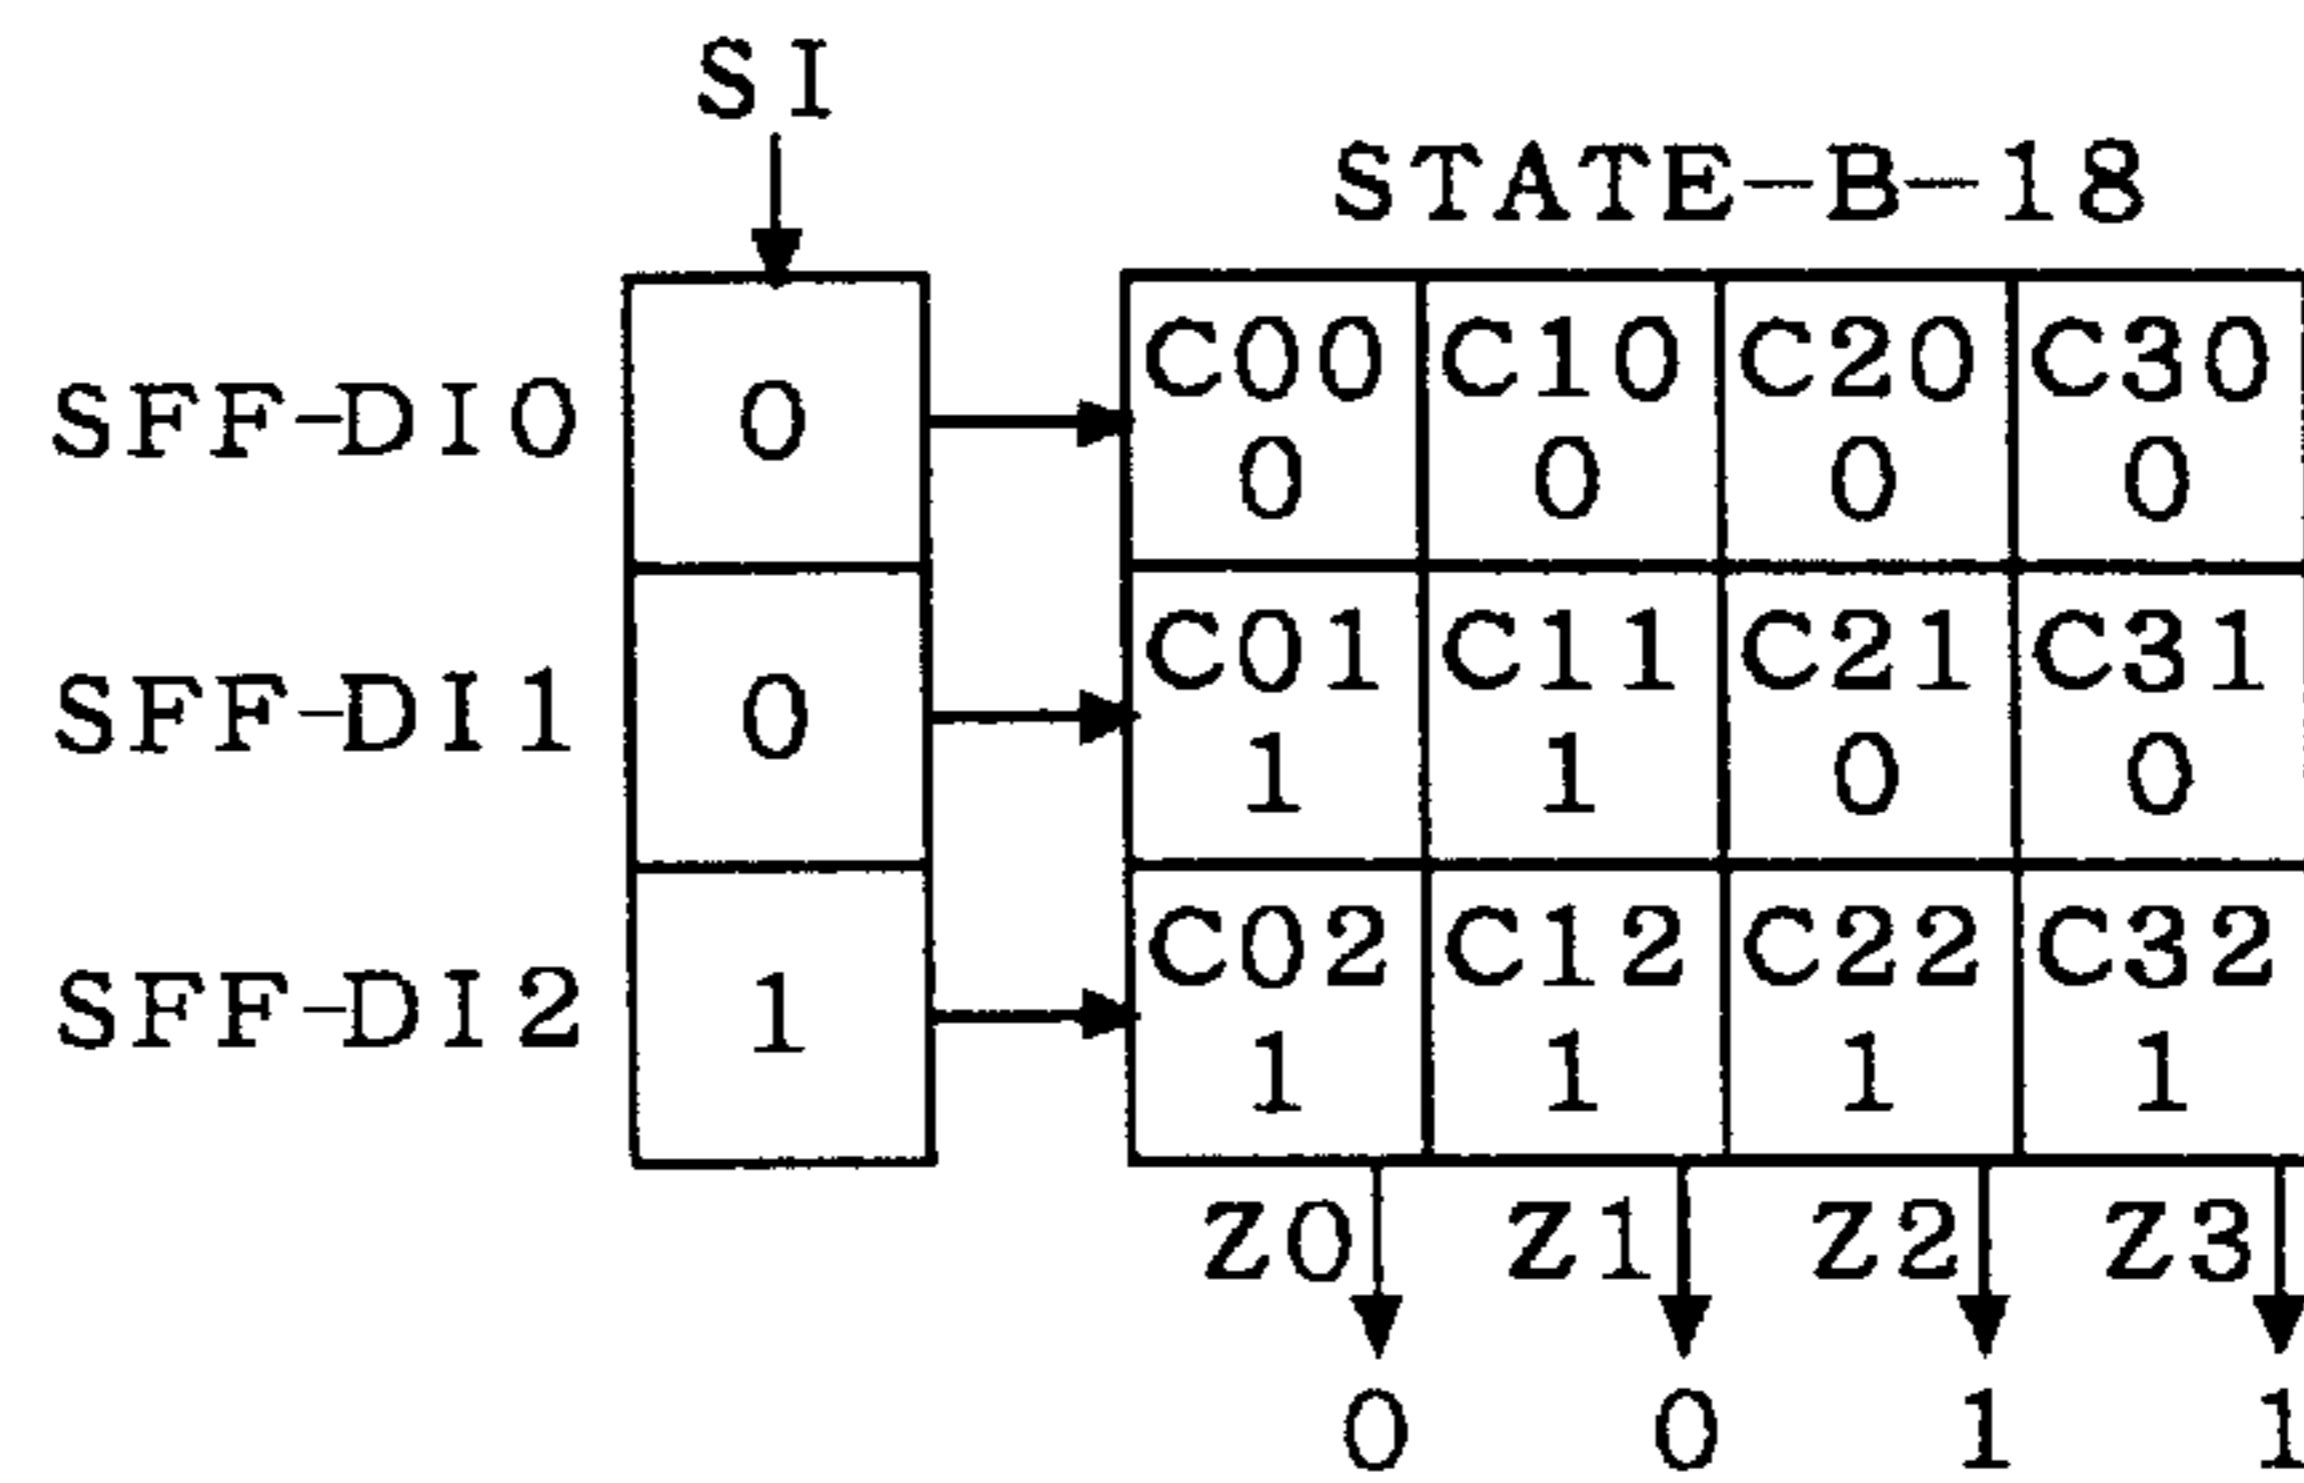 SI
STATE-B-18
C00 C10 C20 C30
SFF-DI0 0 0 0 0 0
C01 C11 C21 C31
SFF-DI1 0 1 1 0 0
C02 C12 C22 C32
SFF-DI2 1 1 1 1 1
Z0 Z1 Z2 Z3
0 0 1 1